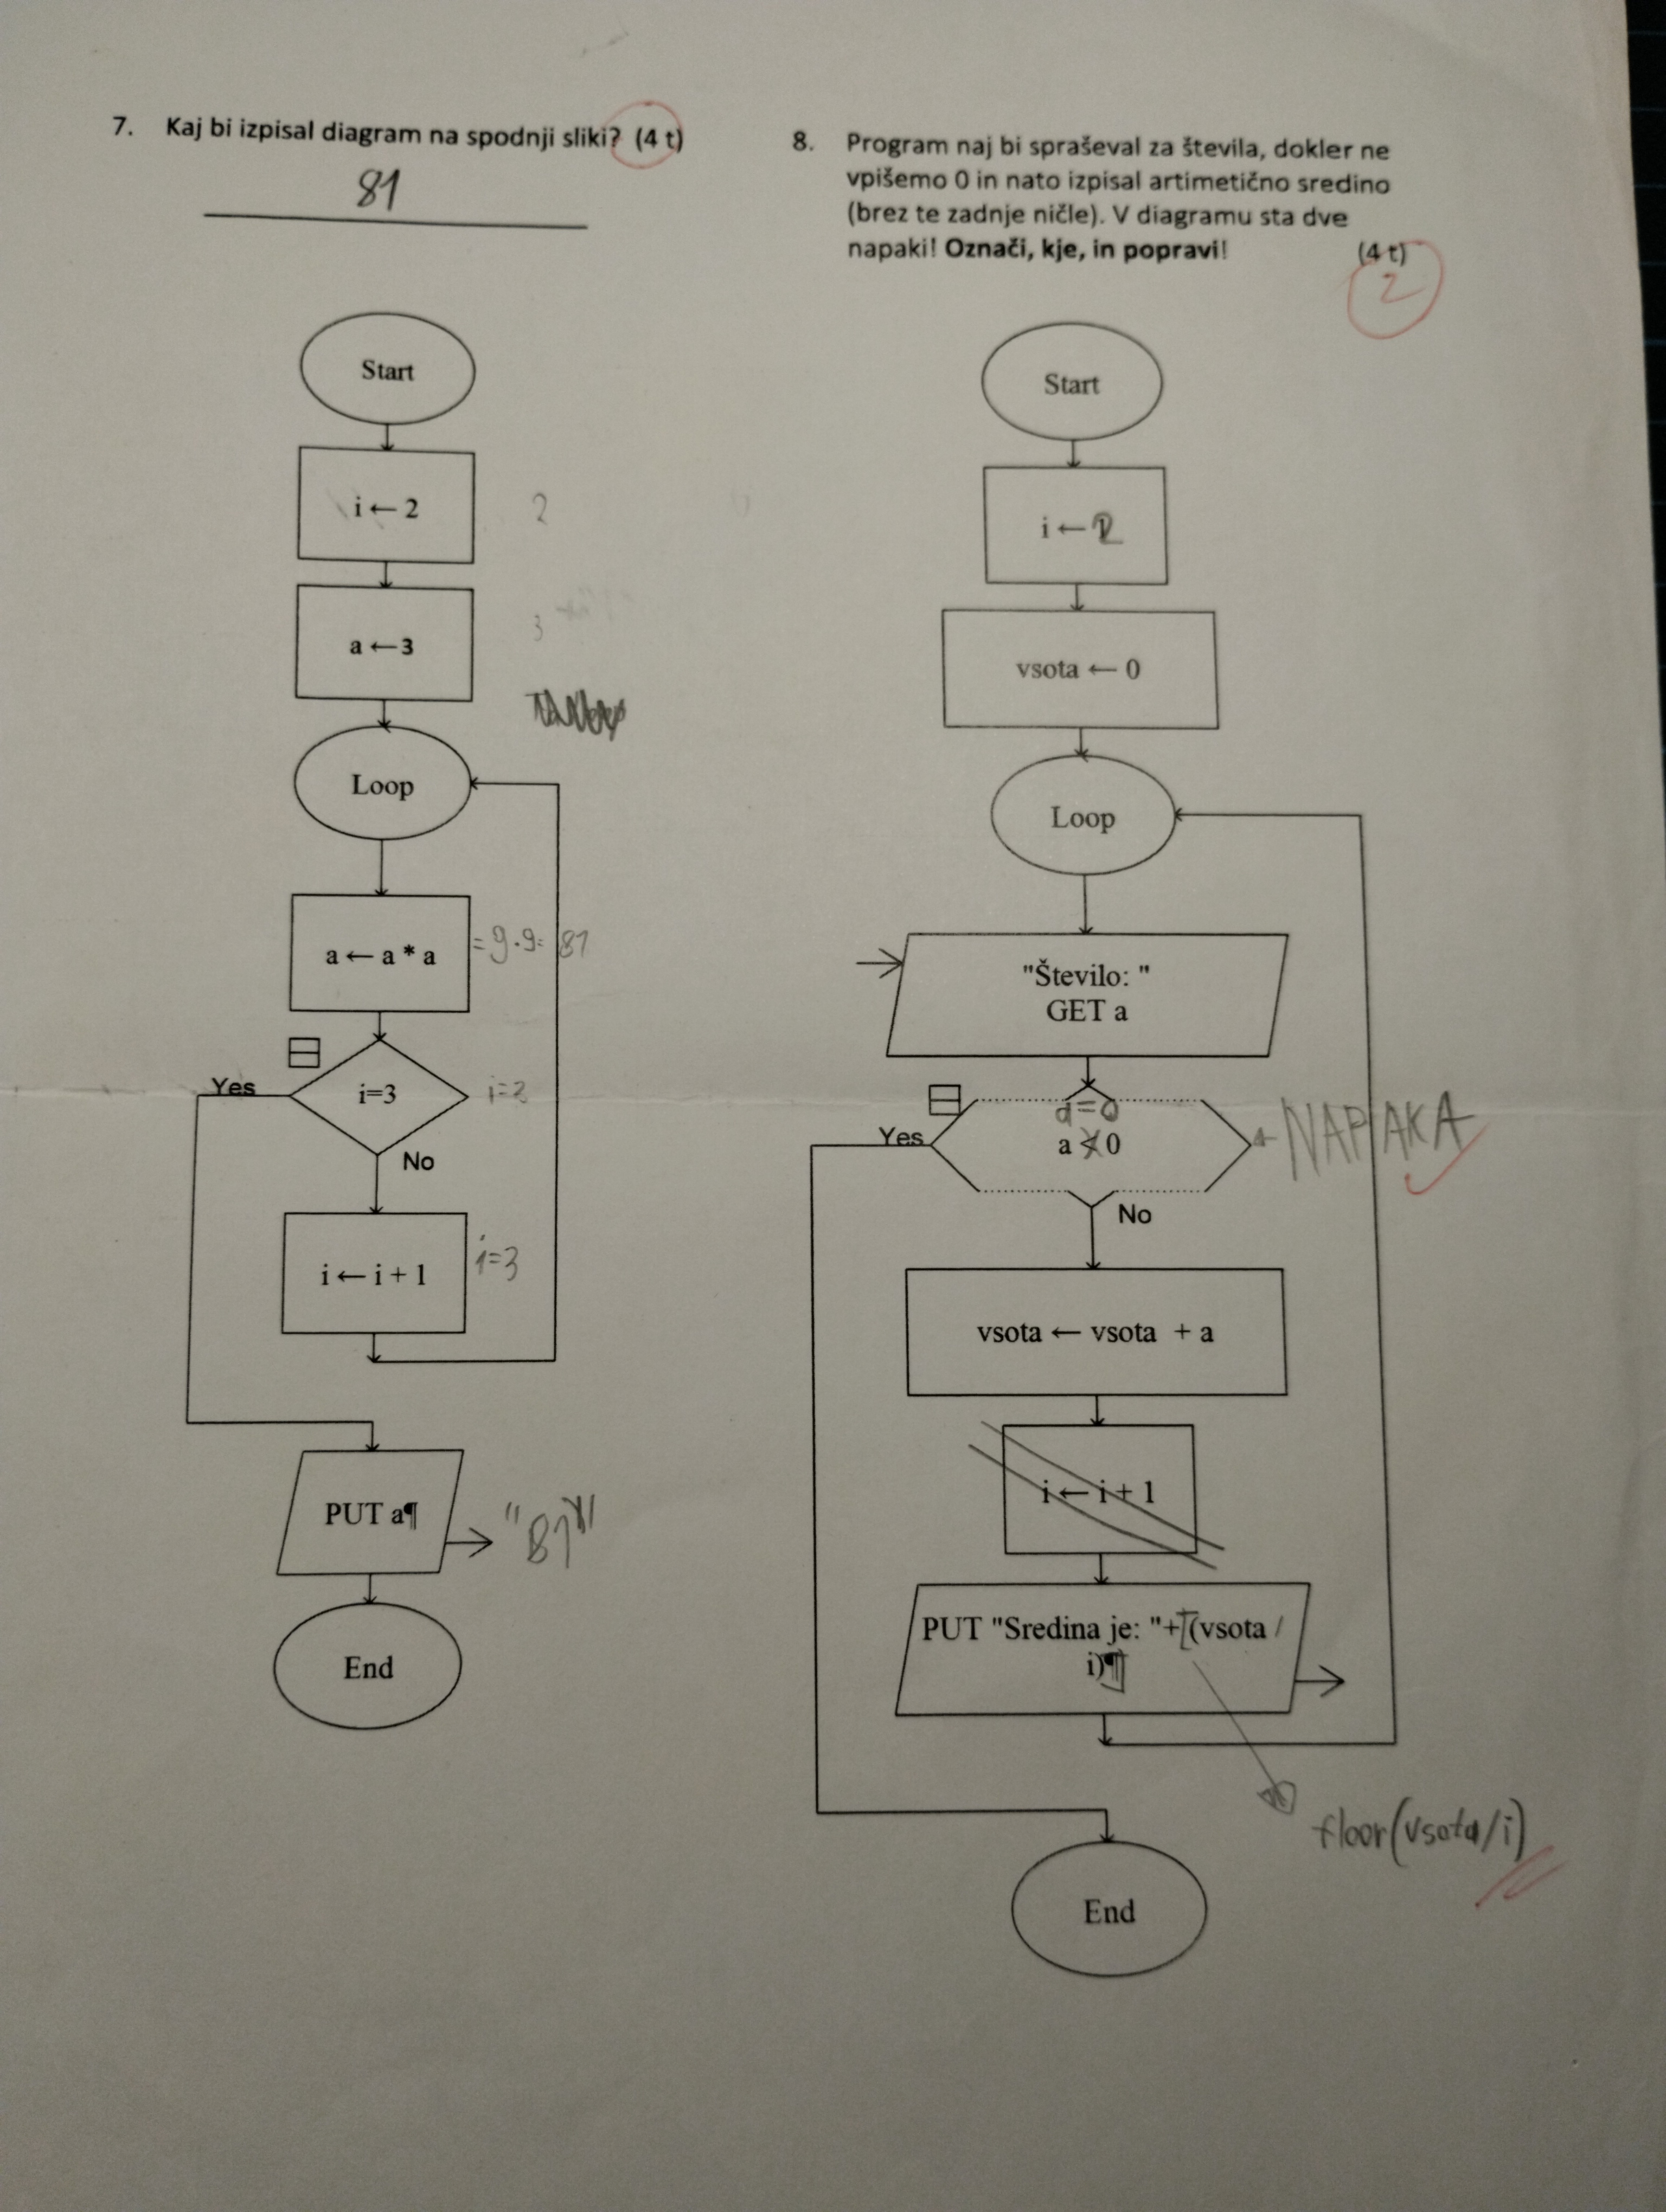 7. Kaj bi izpisal diagram na spodnji sliki? (4 t)
81
Start
i ← 2
2
a ← 3
3
Loop
a ← a * a
= 9·9= 81
i=3
Yes
No
i ← i + 1
i=3
PUT a¶
"81"
End
8. Program naj bi spraševal za števila, dokler ne
vpišemo 0 in nato izpisal artimetično sredino
(brez te zadnje ničle). V diagramu sta dve
napaki! Označi, kje, in popravi!
(4 t)
2
Start
i ←
vsota ← 0
Loop
"Število: "
GET a
a=0
a < 0
Yes
NAPAKA
No
vsota ← vsota + a
i ← i + 1
PUT "Sredina je: "+(vsota /
i)¶
floor(vsota/i)
End